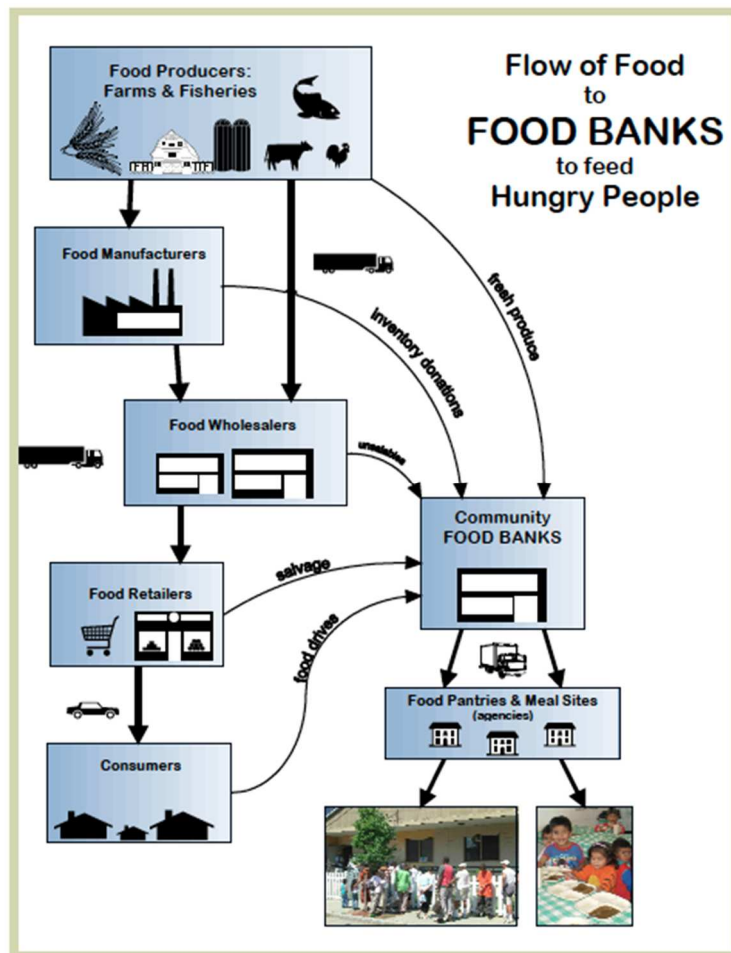 Flow of Food
to
FOOD BANKS
to feed
Hungry People
Food Producers:
Farms & Fisheries
Food Manufacturers
fresh produce
inventory donations
Food Wholesalers
unsalables
Community
FOOD BANKS
salvage
Food Retailers
food drives
Food Pantries & Meal Sites
(agencies)
Consumers